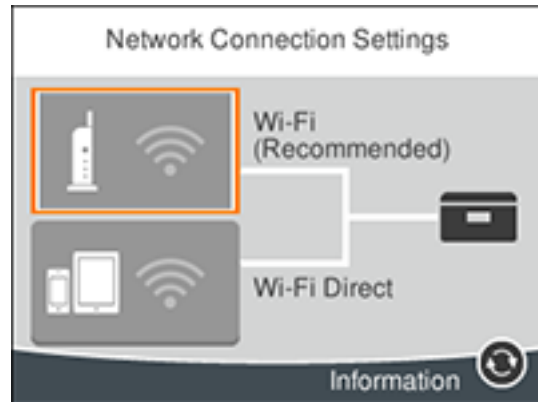 Network Connection Settings
Wi-Fi
(Recommended)
Wi-Fi Direct
Information